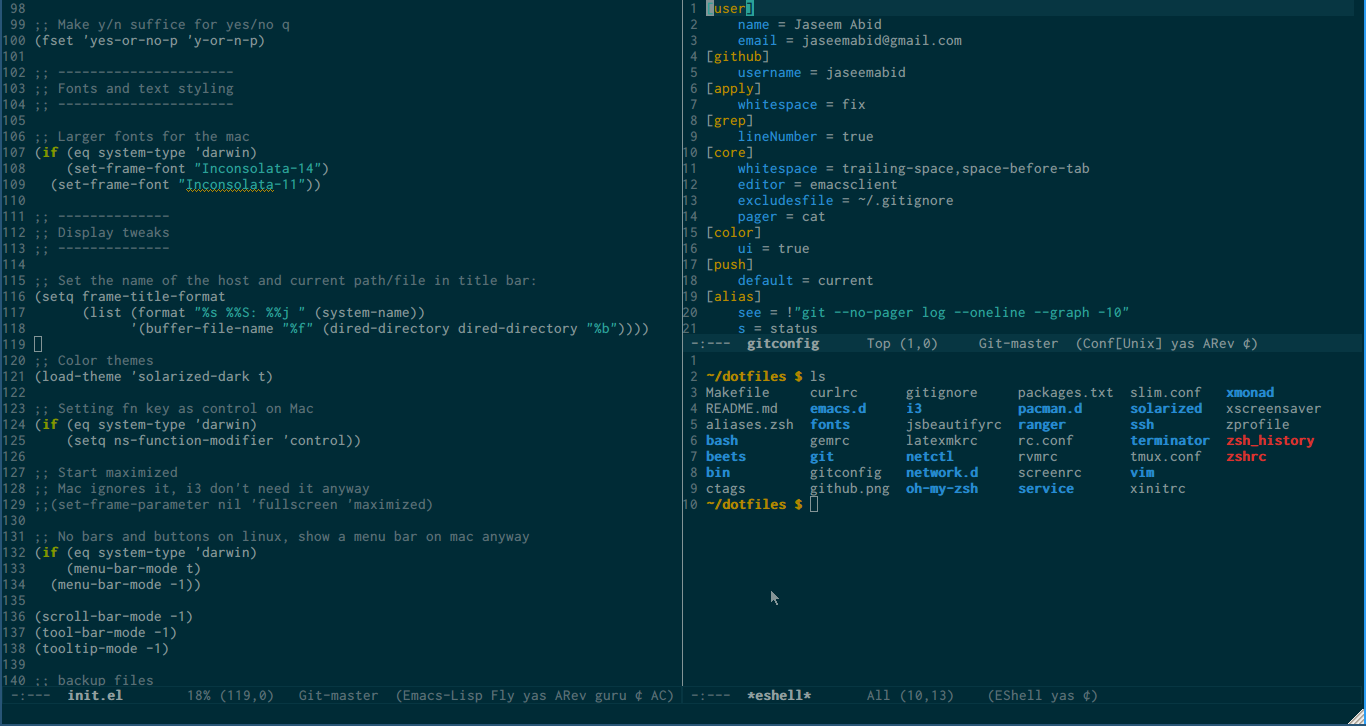 98
99 ;; Make y/n suffice for yes/no q
100 (fset 'yes-or-no-p 'y-or-n-p)
101
102 ;; ----------------------
103 ;; Fonts and text styling
104 ;; ----------------------
105
106 ;; Larger fonts for the mac
107 (if (eq system-type 'darwin)
108     (set-frame-font "Inconsolata-14")
109   (set-frame-font "Inconsolata-11"))
110
111 ;; --------------
112 ;; Display tweaks
113 ;; --------------
114
115 ;; Set the name of the host and current path/file in title bar:
116 (setq frame-title-format
117       (list (format "%s %%S: %%j " (system-name))
118             '(buffer-file-name "%f" (dired-directory dired-directory "%b"))))
119
120 ;; Color themes
121 (load-theme 'solarized-dark t)
122
123 ;; Setting fn key as control on Mac
124 (if (eq system-type 'darwin)
125     (setq ns-function-modifier 'control))
126
127 ;; Start maximized
128 ;; Mac ignores it, i3 don't need it anyway
129 ;;(set-frame-parameter nil 'fullscreen 'maximized)
130
131 ;; No bars and buttons on linux, show a menu bar on mac anyway
132 (if (eq system-type 'darwin)
133     (menu-bar-mode t)
134   (menu-bar-mode -1))
135
136 (scroll-bar-mode -1)
137 (tool-bar-mode -1)
138 (tooltip-mode -1)
139
140 ;; backup files
-:---  init.el        18% (119,0)   Git-master  (Emacs-Lisp Fly yas ARev guru ¢ AC)
1 [user]
2     name = Jaseem Abid
3     email = jaseemabid@gmail.com
4 [github]
5     username = jaseemabid
6 [apply]
7     whitespace = fix
8 [grep]
9     lineNumber = true
10 [core]
11     whitespace = trailing-space,space-before-tab
12     editor = emacsclient
13     excludesfile = ~/.gitignore
14     pager = cat
15 [color]
16     ui = true
17 [push]
18     default = current
19 [alias]
20     see = !"git --no-pager log --oneline --graph -10"
21     s = status
-:---  gitconfig      Top (1,0)     Git-master  (Conf[Unix] yas ARev ¢)
1
2 ~/dotfiles $ ls
3 Makefile     curlrc      gitignore     packages.txt  slim.conf   xmonad
4 README.md    emacs.d     i3            pacman.d      solarized   xscreensaver
5 aliases.zsh  fonts       jsbeautifyrc  ranger        ssh         zprofile
6 bash         gemrc       latexmkrc     rc.conf       terminator  zsh_history
7 beets        git         netctl        rvmrc         tmux.conf   zshrc
8 bin          gitconfig   network.d     screenrc      vim
9 ctags        github.png  oh-my-zsh     service       xinitrc
10 ~/dotfiles $
-:---  *eshell*       All (10,13)    (EShell yas ¢)